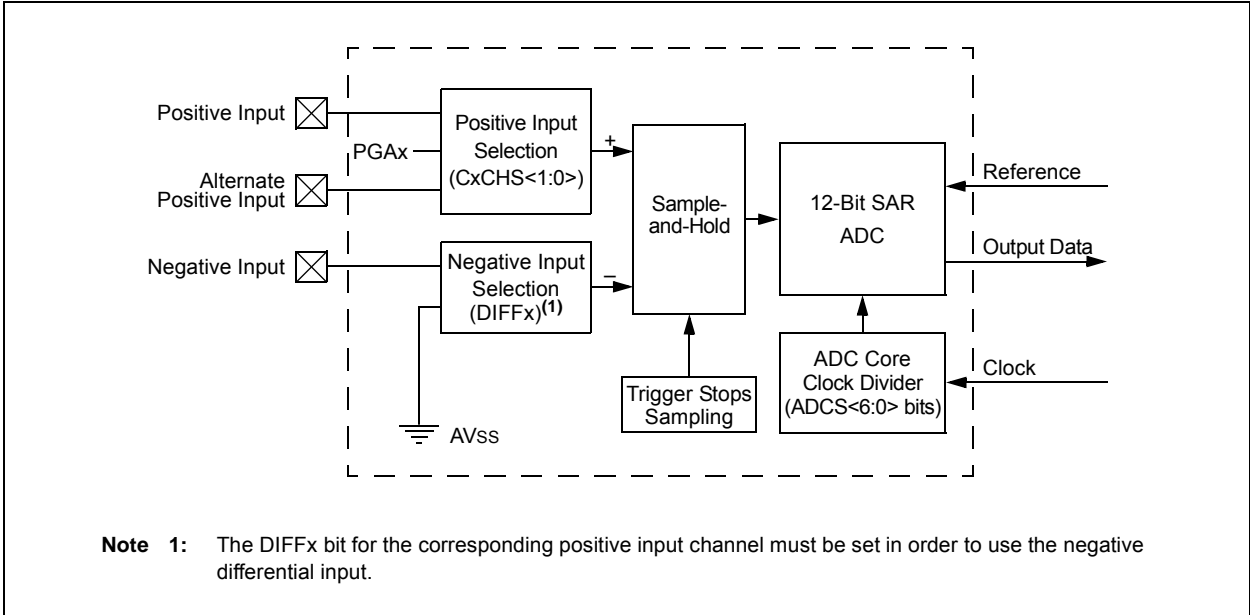 Positive Input
PGAx
Alternate
Positive Input
Negative Input
Positive Input
Selection
(CxCHS<1:0>)
+
Negative Input
Selection
(DIFFx)(1)
–
AVSS
Sample-
and-Hold
Trigger Stops
Sampling
12-Bit SAR
ADC
ADC Core
Clock Divider
(ADCS<6:0> bits)
Reference
Output Data
Clock
Note 1: The DIFFx bit for the corresponding positive input channel must be set in order to use the negative
differential input.